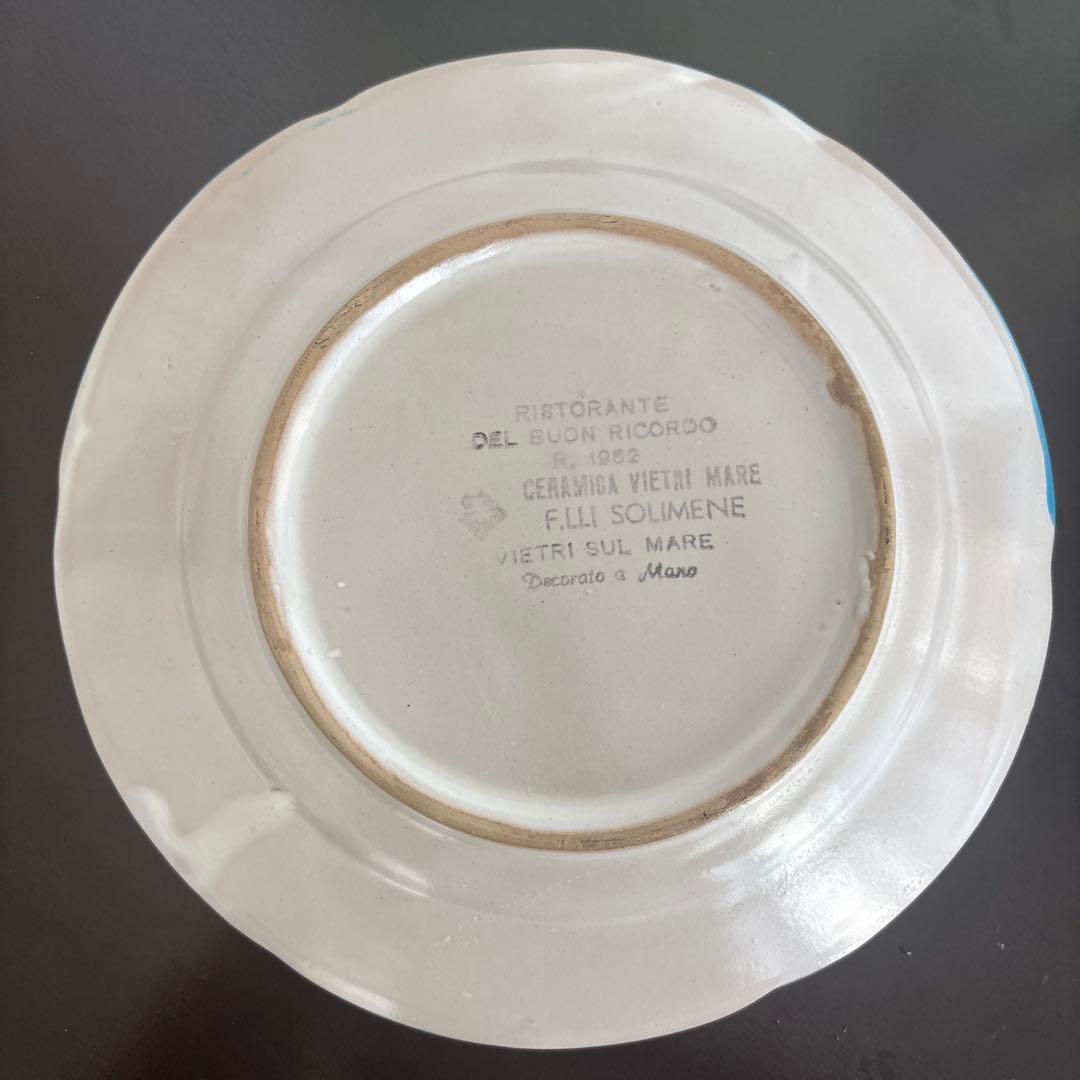 RISTORANTE
DEL BUON RICORDO
R. 1962
CERAMICA VIETRI MARE
F.LLI SOLIMENE
VIETRI SUL MARE
Decorato a Mano